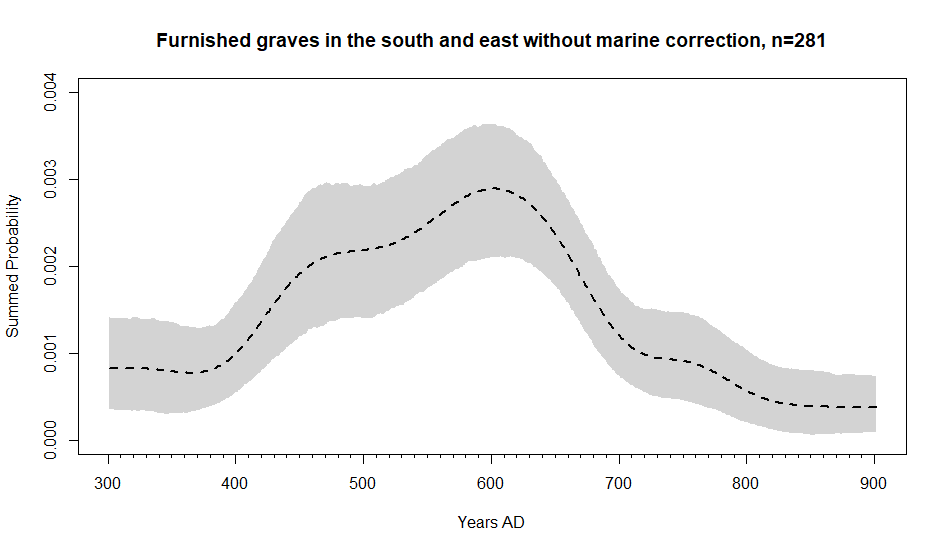 Furnished graves in the south and east without marine correction, n=281
Summed Probability
0.004
0.003
0.002
0.001
0.000
300 400 500 600 700 800 900
Years AD